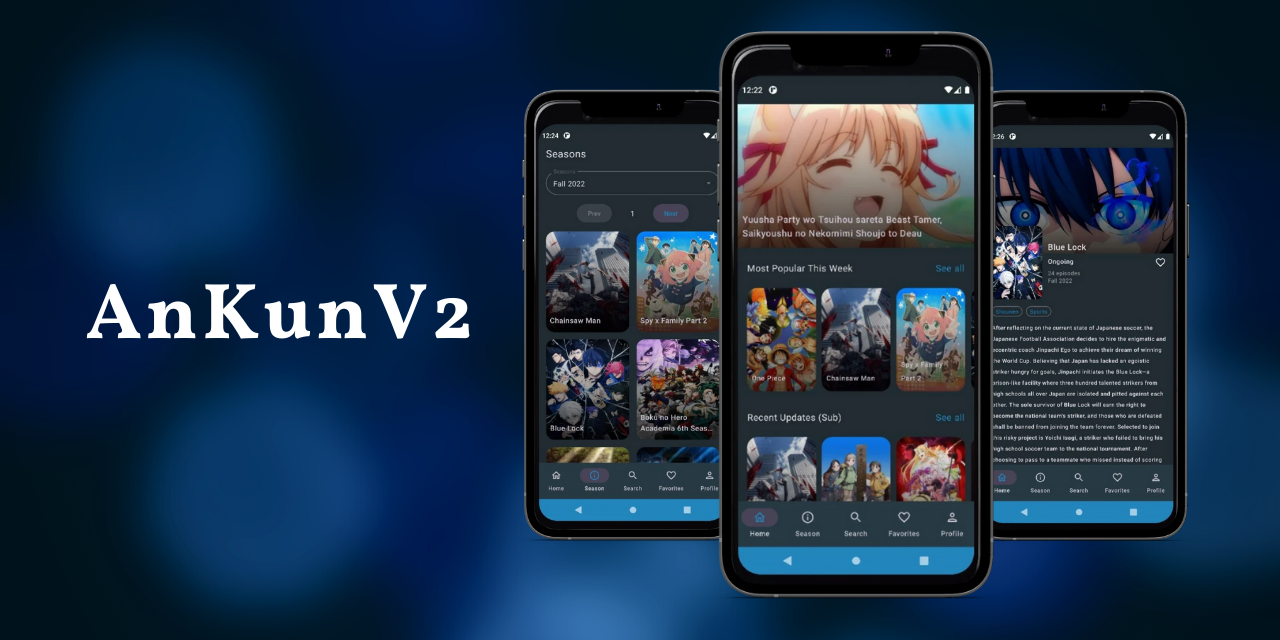 AnKunV2
12:24
Seasons
Seasons
Fall 2022
Prev
1
Next
Chainsaw Man
Spy x Family Part 2
Blue Lock
Boku no Hero
Academia 6th Seas...
Home
Season
Search
Favorites
Profile
12:22
Yuusha Party wo Tsuihou sareta Beast Tamer,
Saikyoushu no Nekomimi Shoujo to Deau
Most Popular This Week
See all
One Piece
Chainsaw Man
Spy x Family
Part 2
Recent Updates (Sub)
See all
Home
Season
Search
Favorites
Profile
2:26
Blue Lock
Ongoing
24 episodes
Fall 2022
Shounen
Sports
After reflecting on the current state of Japanese soccer, the
Japanese Football Association decides to hire the enigmatic and
eccentric coach Jinpachi Ego to achieve their dream of winning
the World Cup. Believing that Japan has lacked an egoistic
striker hungry for goals, Jinpachi initiates the Blue Lock—a
prison-like facility where three hundred talented strikers from
high schools all over Japan are isolated and pitted against each
other. The sole survivor of Blue Lock will earn the right to
become the national team's striker, and those who are defeated
shall be banned from joining the team forever. Selected to join
this risky project is Yoichi Isagi, a striker who failed to bring his
high school soccer team to the national tournament. After
choosing to pass to a teammate who missed instead of scoring
Home
Season
Search
Favorites
Profile